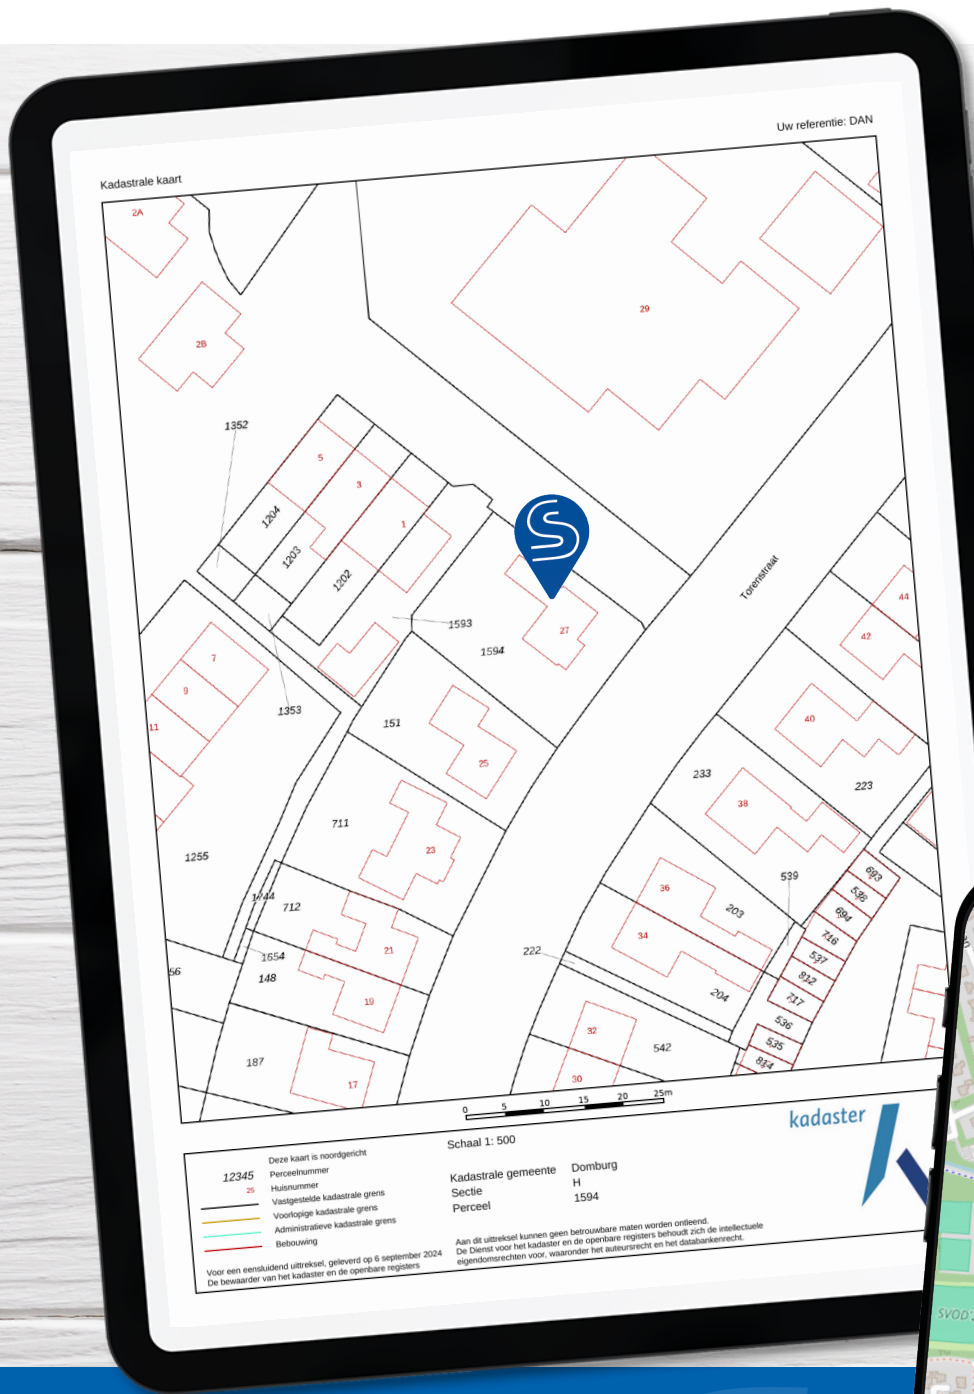 Uw referentie: DAN
Kadastrale kaart
2A
29
2B
1352
5
3
1
1204
1203
1202
S
27
1593
1594
Torenstraat
44
42
7
9
11
1353
151
25
40
233
38
223
711
23
1255
539
693
538
694
716
537
812
717
536
535
814
36
203
34
204
1744
712
21
222
56
1654
148
19
32
542
187
17
30
0 5 10 15 20 25m
Schaal 1: 500
kadaster
Deze kaart is noordgericht
12345 Perceelnummer
25 Huisnummer
Vastgestelde kadastrale grens
Voorlopige kadastrale grens
Administratieve kadastrale grens
Bebouwing
Kadastrale gemeente Domburg
Sectie H
Perceel 1594
Voor een eensluidend uittreksel, geleverd op 6 september 2024
De bewaarder van het kadaster en de openbare registers
Aan dit uittreksel kunnen geen betrouwbare maten worden ontleend.
De Dienst voor het kadaster en de openbare registers behoudt zich de intellectuele
eigendomsrechten voor, waaronder het auteursrecht en het databankenrecht.
SVOD'